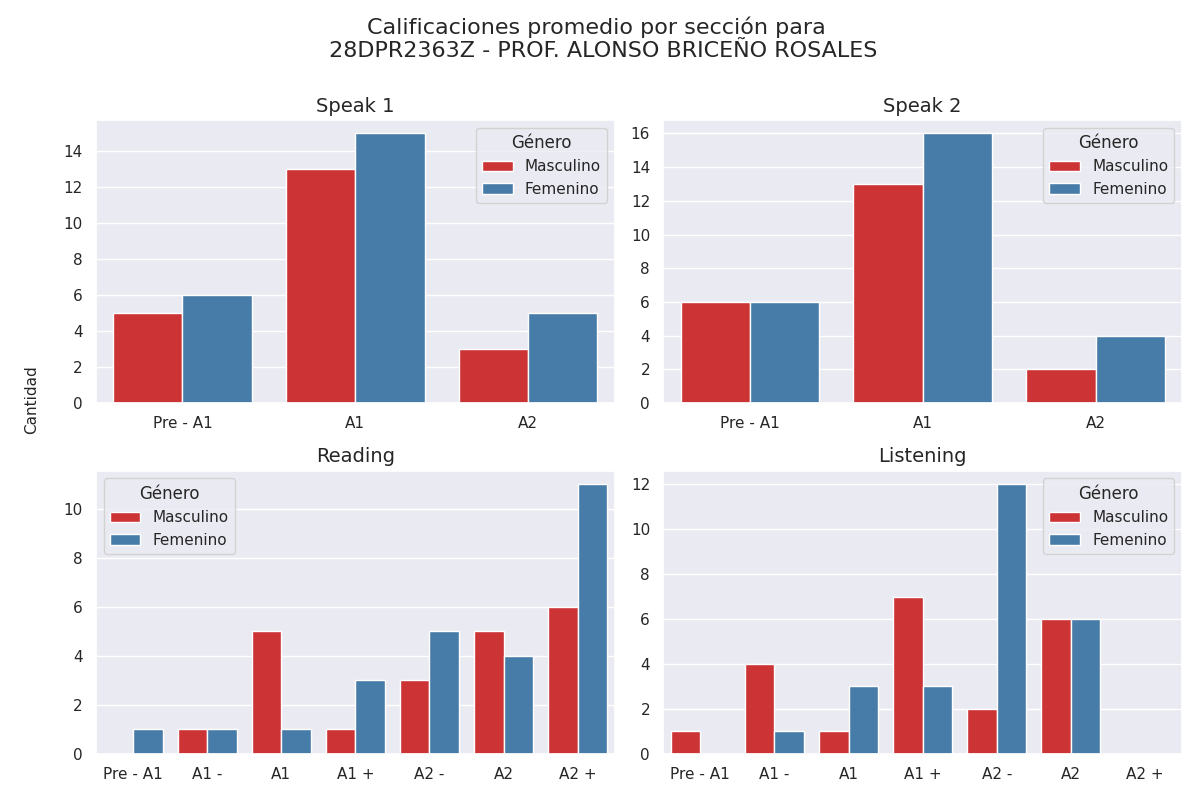 Calificaciones promedio por sección para
28DPR2363Z - PROF. ALONSO BRICEÑO ROSALES
Cantidad
Speak 1
14
12
10
8
6
4
2
0
Género
Masculino
Femenino
Pre - A1 A1 A2
Speak 2
16
14
12
10
8
6
4
2
0
Género
Masculino
Femenino
Pre - A1 A1 A2
Reading
10
8
6
4
2
0
Género
Masculino
Femenino
Pre - A1 A1 - A1 A1 + A2 - A2 A2 +
Listening
12
10
8
6
4
2
0
Género
Masculino
Femenino
Pre - A1 A1 - A1 A1 + A2 - A2 A2 +